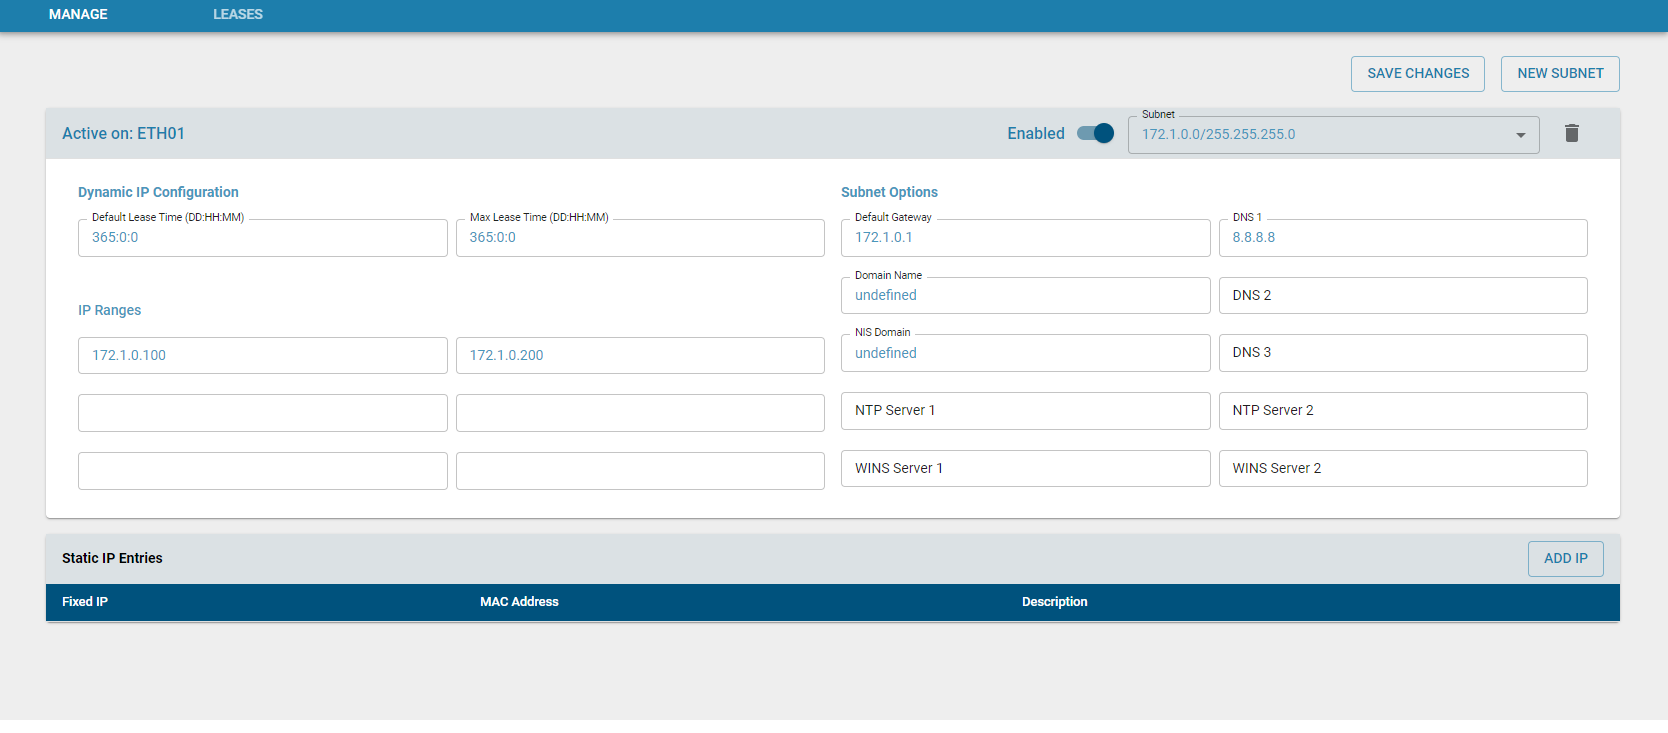 MANAGE LEASES
SAVE CHANGES NEW SUBNET
Active on: ETH01 Enabled Subnet 172.1.0.0/255.255.255.0
Dynamic IP Configuration
Default Lease Time (DD:HH:MM) Max Lease Time (DD:HH:MM)
365:0:0 365:0:0
IP Ranges
172.1.0.100 172.1.0.200
Subnet Options
Default Gateway DNS 1
172.1.0.1 8.8.8.8
Domain Name
undefined DNS 2
NIS Domain
undefined DNS 3
NTP Server 1 NTP Server 2
WINS Server 1 WINS Server 2
Static IP Entries ADD IP
Fixed IP MAC Address Description